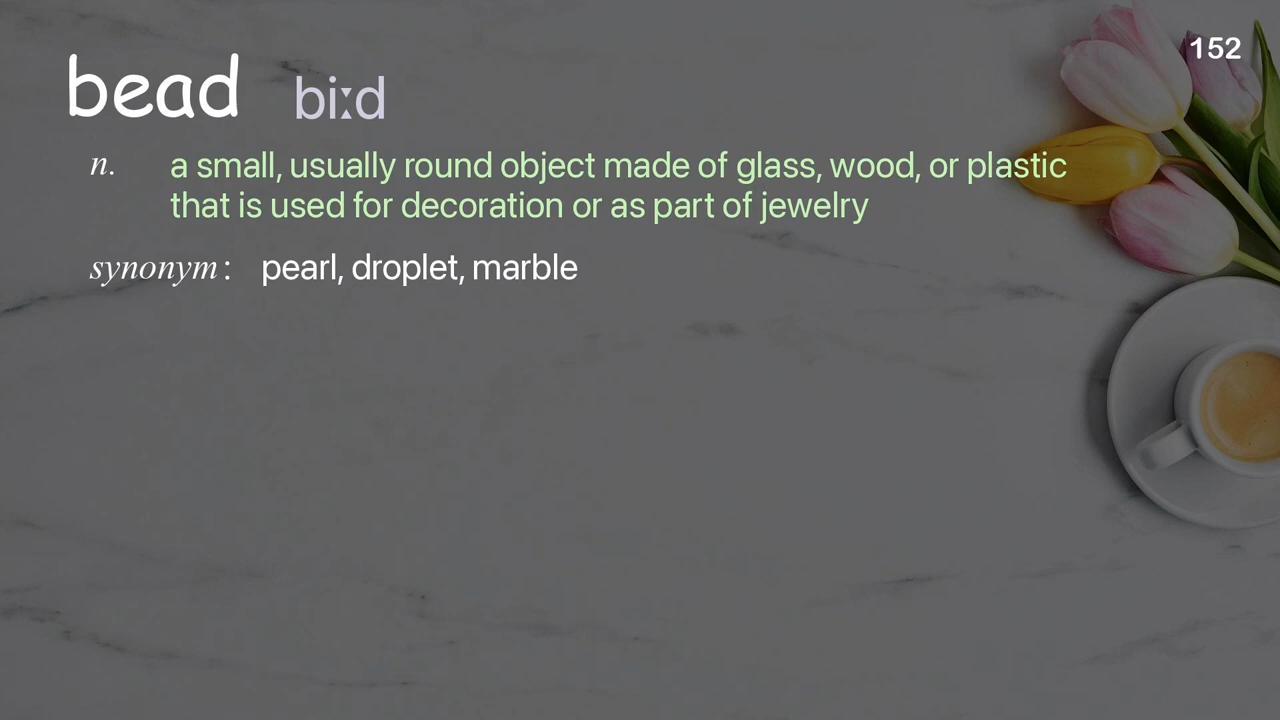 152
bead biːd
n. a small, usually round object made of glass, wood, or plastic
that is used for decoration or as part of jewelry
synonym: pearl, droplet, marble